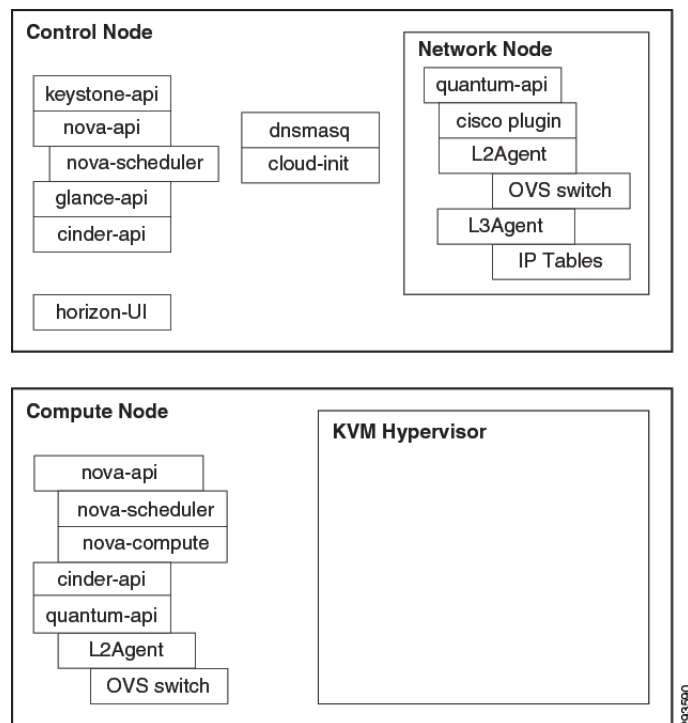 Control Node
keystone-api
nova-api
nova-scheduler
glance-api
cinder-api
horizon-UI
dnsmasq
cloud-init
Network Node
quantum-api
cisco plugin
L2Agent
OVS switch
L3Agent
IP Tables
Compute Node
nova-api
nova-scheduler
nova-compute
cinder-api
quantum-api
L2Agent
OVS switch
KVM Hypervisor